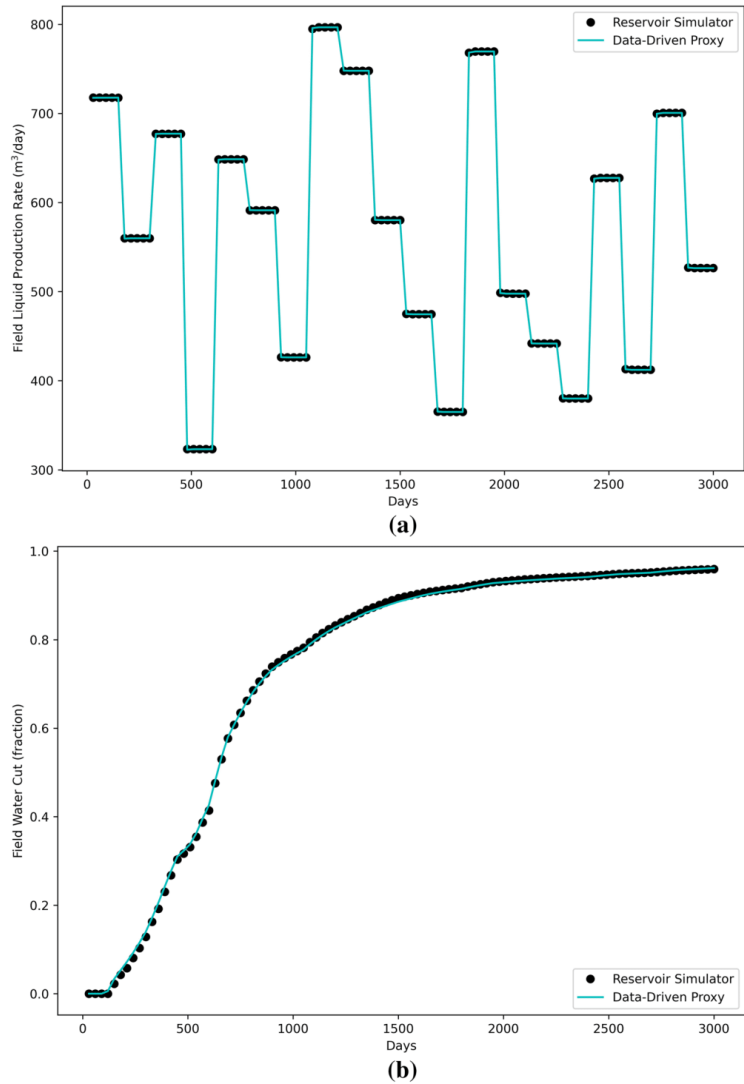 800
700
600
500
400
300
Field Liquid Production Rate (m³/day)
Reservoir Simulator
Data-Driven Proxy
0 500 1000 1500 2000 2500 3000
Days
(a)
1.0
0.8
0.6
0.4
0.2
0.0
Field Water Cut (fraction)
Reservoir Simulator
Data-Driven Proxy
0 500 1000 1500 2000 2500 3000
Days
(b)